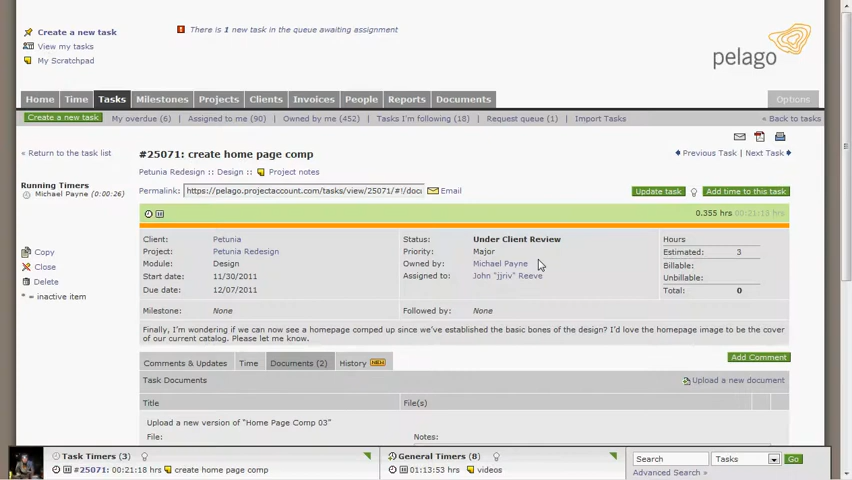 Create a new task
View my tasks
My Scratchpad
There is 1 new task in the queue awaiting assignment
pelago
Home Time Tasks Milestones Projects Clients Invoices People Reports Documents Options
Create a new task My overdue (6) | Assigned to me (90) | Owned by me (452) | Tasks I'm following (18) | Request queue (1) | Import Tasks « Back to tasks
« Return to the task list
#25071: create home page comp
Previous Task | Next Task
Petunia Redesign :: Design :: Project notes
Running Timers
Michael Payne (0:00:26)
Permalink: https://pelago.projectaccount.com/tasks/view/25071/#!/doc Email
Update task Add time to this task
0.355 hrs 00:21:18 hrs
Client: Petunia
Project: Petunia Redesign
Module: Design
Start date: 11/30/2011
Due date: 12/07/2011
Status: Under Client Review
Priority: Major
Owned by: Michael Payne
Assigned to: John "jjriv" Reeve
Hours
Estimated: 3
Billable:
Unbillable:
Total: 0
Copy
Close
Delete
* = inactive item
Milestone: None Followed by: None
Finally, I'm wondering if we can now see a homepage comped up since we've established the basic bones of the design? I'd love the homepage image to be the cover
of our current catalog. Please let me know.
Comments & Updates Time Documents (2) History NEW
Add Comment
Task Documents
Upload a new document
Title File(s)
Upload a new version of "Home Page Comp 03"
File: Notes:
Task Timers (3)
#25071: 00:21:18 hrs create home page comp
General Timers (8)
01:13:53 hrs videos
Search Tasks Go
Advanced Search »